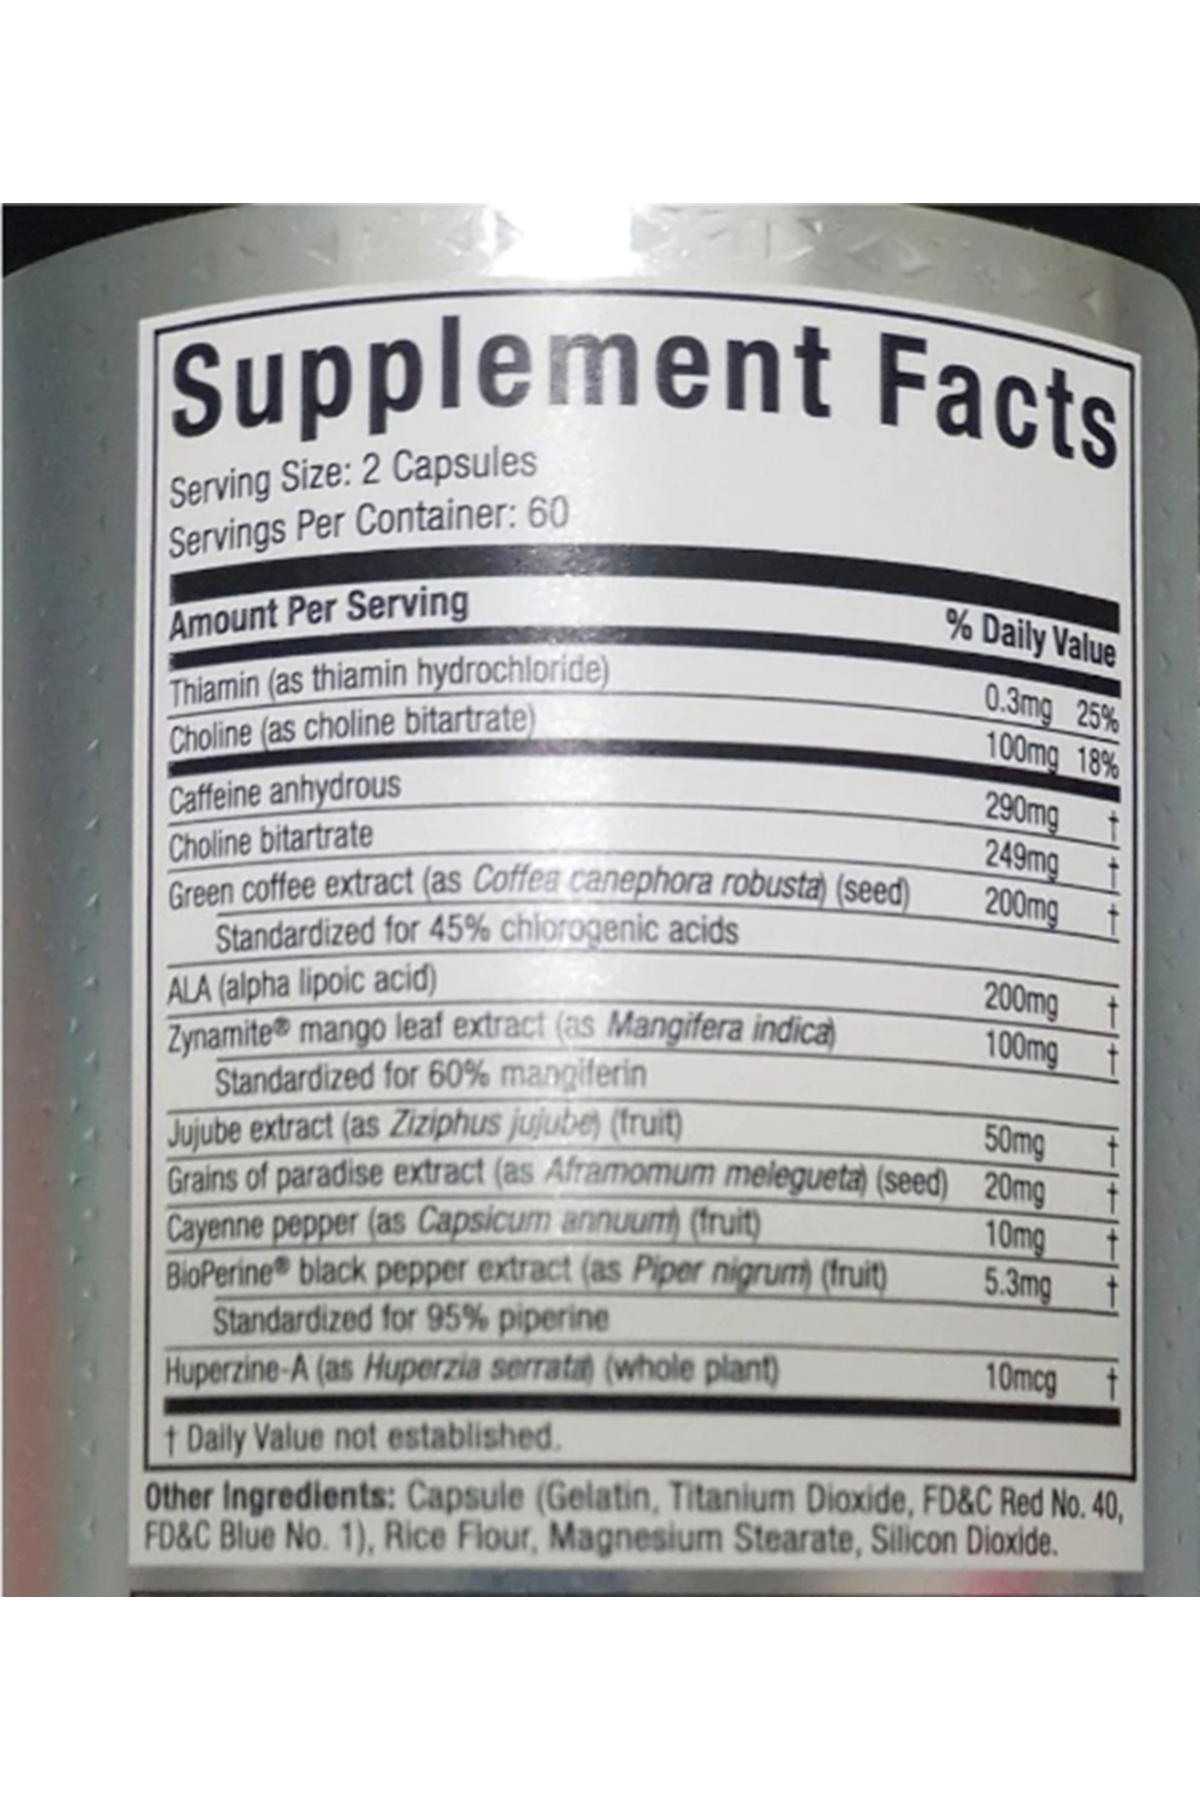 Supplement Facts
Serving Size: 2 Capsules
Servings Per Container: 60
Amount Per Serving % Daily Value
Thiamin (as thiamin hydrochloride) 0.3mg 25%
Choline (as choline bitartrate) 100mg 18%
Caffeine anhydrous 290mg †
Choline bitartrate 249mg †
Green coffee extract (as Coffea canephora robusta) (seed) 200mg †
Standardized for 45% chlorogenic acids
ALA (alpha lipoic acid) 200mg †
Zynamite® mango leaf extract (as Mangifera indica) 100mg †
Standardized for 60% mangiferin
Jujube extract (as Ziziphus jujube) (fruit) 50mg †
Grains of paradise extract (as Aframomum melegueta) (seed) 20mg †
Cayenne pepper (as Capsicum annuum) (fruit) 10mg †
BioPerine® black pepper extract (as Piper nigrum) (fruit) 5.3mg †
Standardized for 95% piperine
Huperzine-A (as Huperzia serrata) (whole plant) 10mcg †
† Daily Value not established.
Other Ingredients: Capsule (Gelatin, Titanium Dioxide, FD&C Red No. 40,
FD&C Blue No. 1), Rice Flour, Magnesium Stearate, Silicon Dioxide.